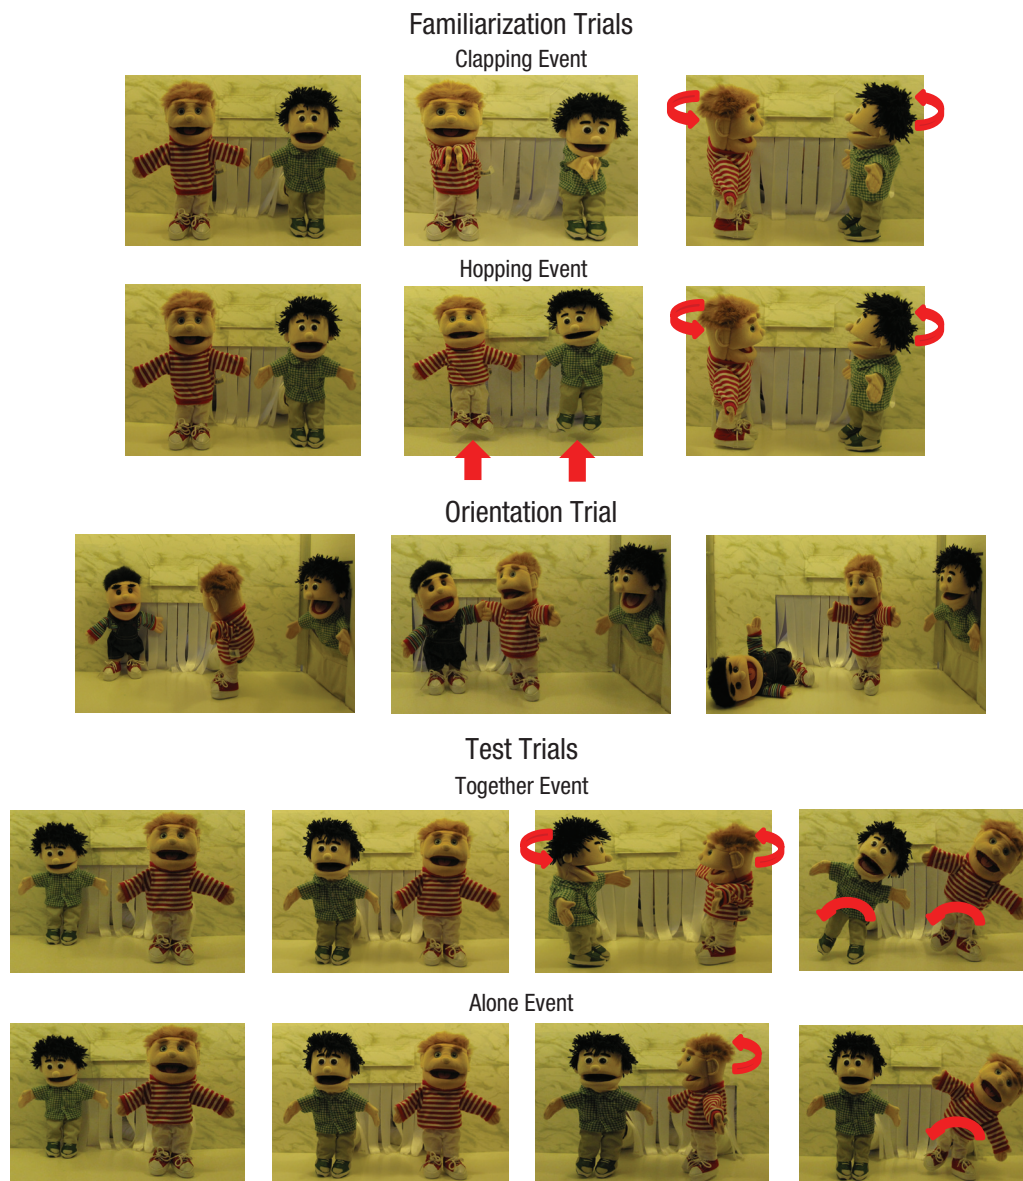 Familiarization Trials
Clapping Event
Hopping Event
Orientation Trial
Test Trials
Together Event
Alone Event